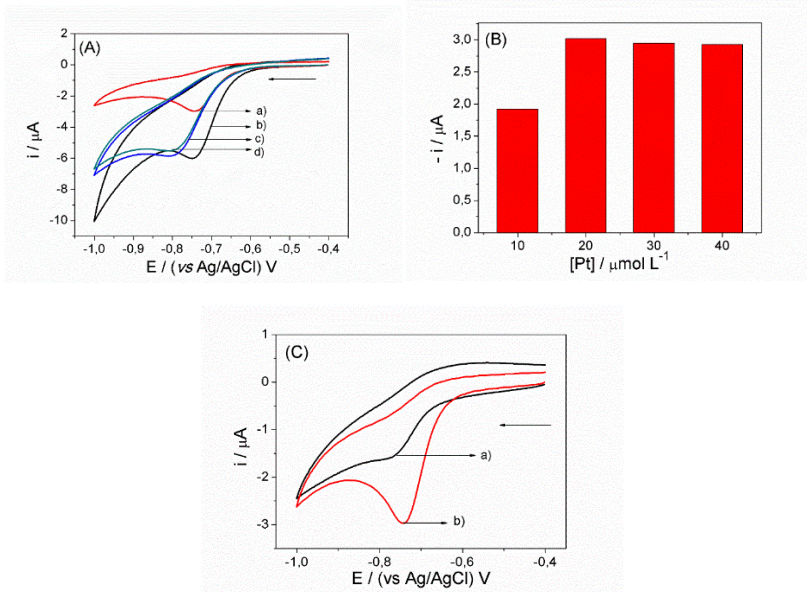 (A)
2
0
-2
-4
-6
-8
-10
i / µA
a)
b)
c)
d)
-1,0 -0,9 -0,8 -0,7 -0,6 -0,5 -0,4
E / (vs Ag/AgCl) V
(B)
3,0
2,5
2,0
1,5
1,0
0,5
0,0
- i / µA
10 20 30 40
[Pt] / µmol L-1
(C)
1
0
-1
-2
-3
i / µA
a)
b)
-1,0 -0,8 -0,6 -0,4
E / (vs Ag/AgCl) V